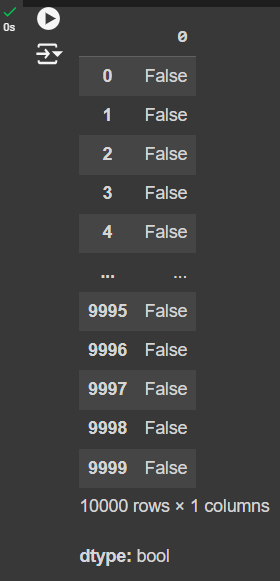 0s
0
0 False
1 False
2 False
3 False
4 False
... ...
9995 False
9996 False
9997 False
9998 False
9999 False
10000 rows × 1 columns
dtype: bool